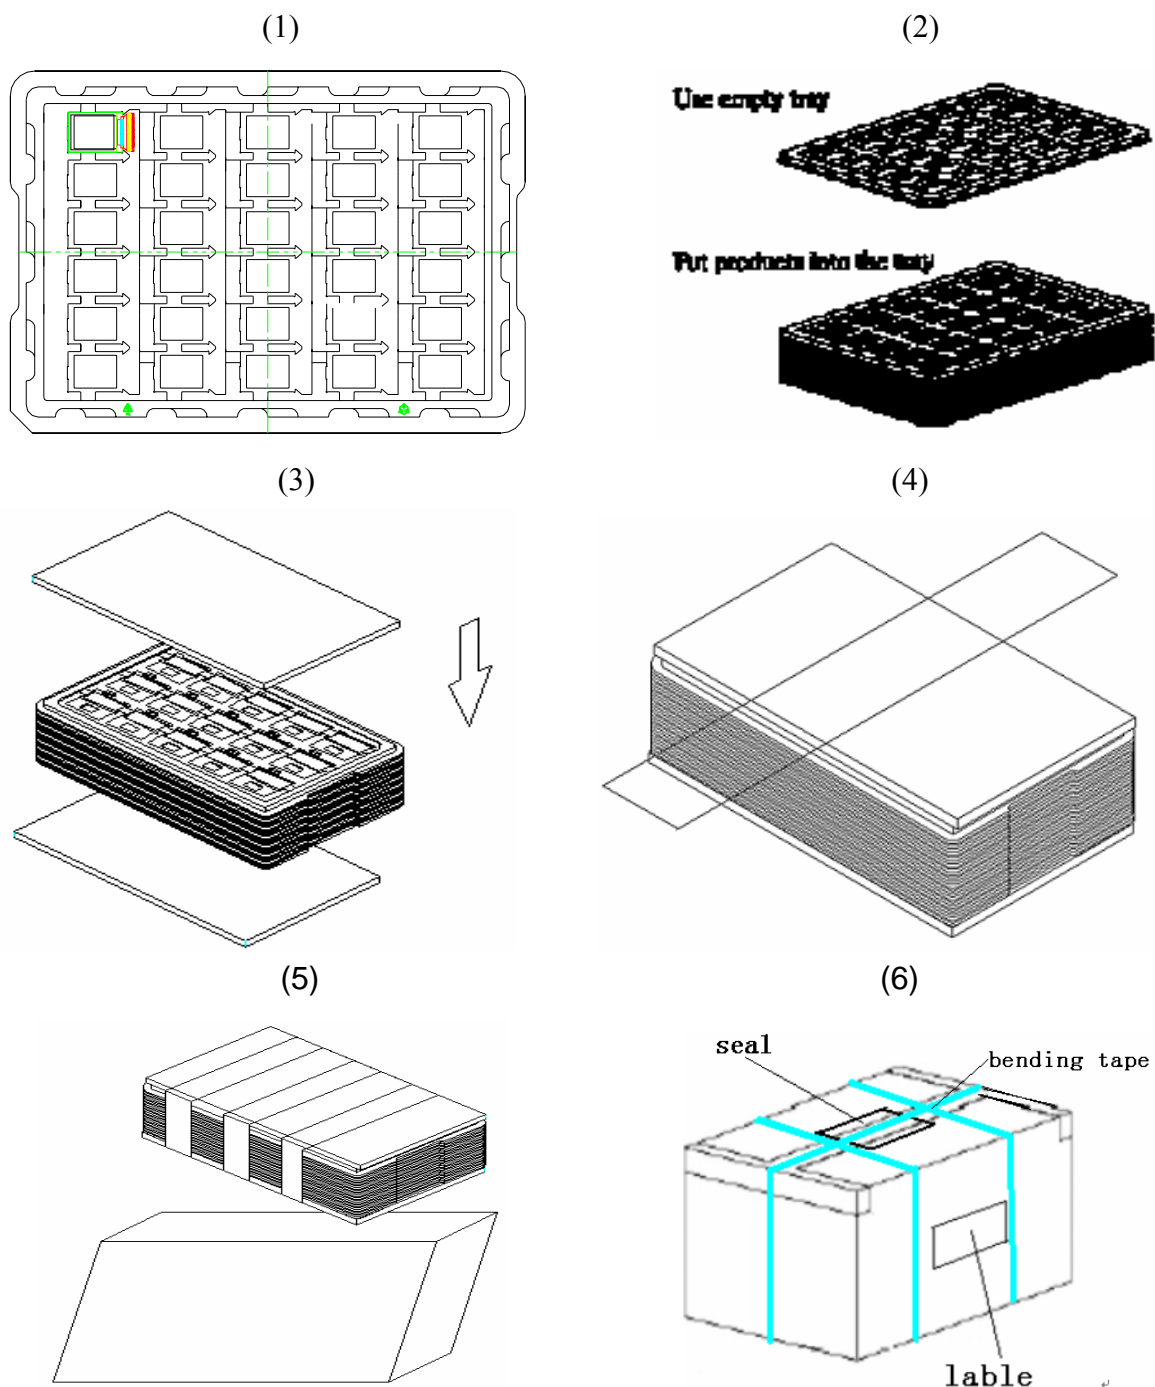 (1)
(2)
Use empty tray
Put products into the tray
(3)
(4)
(5)
(6)
seal
bending tape
lable